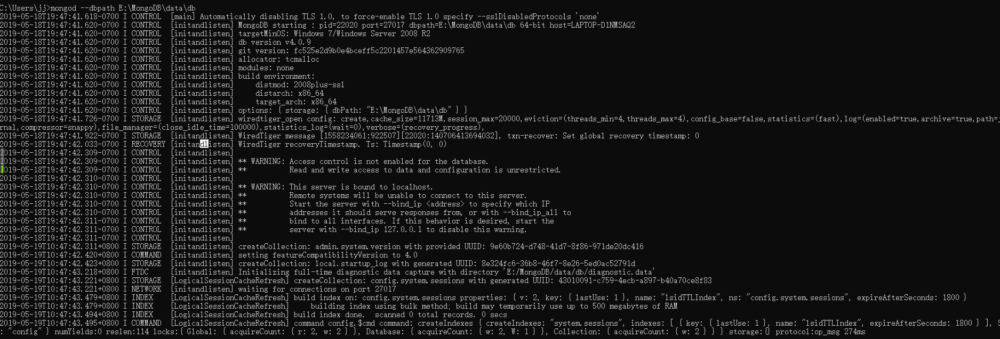 C:\Users\jj>mongod --dbpath E:\MongoDB\data\db
2019-05-18T19:47:41.618-0700 I CONTROL  [main] Automatically disabling TLS 1.0, to force-enable TLS 1.0 specify --sslDisabledProtocols 'none'
2019-05-18T19:47:41.620-0700 I CONTROL  [initandlisten] MongoDB starting : pid=22020 port=27017 dbpath=E:\MongoDB\data\db 64-bit host=LAPTOP-D1NMSAQ2
2019-05-18T19:47:41.620-0700 I CONTROL  [initandlisten] targetMinOS: Windows 7/Windows Server 2008 R2
2019-05-18T19:47:41.620-0700 I CONTROL  [initandlisten] db version v4.0.9
2019-05-18T19:47:41.620-0700 I CONTROL  [initandlisten] git version: fc525e2d9b0e4bceff5c2201457e564362909765
2019-05-18T19:47:41.620-0700 I CONTROL  [initandlisten] allocator: tcmalloc
2019-05-18T19:47:41.620-0700 I CONTROL  [initandlisten] modules: none
2019-05-18T19:47:41.620-0700 I CONTROL  [initandlisten] build environment:
2019-05-18T19:47:41.620-0700 I CONTROL  [initandlisten]     distmod: 2008plus-ssl
2019-05-18T19:47:41.620-0700 I CONTROL  [initandlisten]     distarch: x86_64
2019-05-18T19:47:41.620-0700 I CONTROL  [initandlisten]     target_arch: x86_64
2019-05-18T19:47:41.620-0700 I CONTROL  [initandlisten] options: { storage: { dbPath: "E:\MongoDB\data\db" } }
2019-05-18T19:47:41.726-0700 I STORAGE  [initandlisten] wiredtiger_open config: create,cache_size=11713M,session_max=20000,eviction=(threads_min=4,threads_max=4),config_base=false,statistics=(fast),log=(enabled=true,archive=true,path=j
rnal,compressor=snappy),file_manager=(close_idle_time=100000),statistics_log=(wait=0),verbose=(recovery_progress),
2019-05-18T19:47:41.922-0700 I STORAGE  [initandlisten] WiredTiger message [1558234061:922507][22020:140706413694032], txn-recover: Set global recovery timestamp: 0
2019-05-18T19:47:42.033-0700 I RECOVERY [initandlisten] WiredTiger recoveryTimestamp. Ts: Timestamp(0, 0)
2019-05-18T19:47:42.309-0700 I CONTROL  [initandlisten]
2019-05-18T19:47:42.309-0700 I CONTROL  [initandlisten] ** WARNING: Access control is not enabled for the database.
2019-05-18T19:47:42.309-0700 I CONTROL  [initandlisten] **          Read and write access to data and configuration is unrestricted.
2019-05-18T19:47:42.310-0700 I CONTROL  [initandlisten]
2019-05-18T19:47:42.310-0700 I CONTROL  [initandlisten] ** WARNING: This server is bound to localhost.
2019-05-18T19:47:42.310-0700 I CONTROL  [initandlisten] **          Remote systems will be unable to connect to this server.
2019-05-18T19:47:42.310-0700 I CONTROL  [initandlisten] **          Start the server with --bind_ip <address> to specify which IP
2019-05-18T19:47:42.310-0700 I CONTROL  [initandlisten] **          addresses it should serve responses from, or with --bind_ip_all to
2019-05-18T19:47:42.311-0700 I CONTROL  [initandlisten] **          bind to all interfaces. If this behavior is desired, start the
2019-05-18T19:47:42.311-0700 I CONTROL  [initandlisten] **          server with --bind_ip 127.0.0.1 to disable this warning.
2019-05-18T19:47:42.311-0700 I CONTROL  [initandlisten]
2019-05-19T10:47:42.311+0800 I STORAGE  [initandlisten] createCollection: admin.system.version with provided UUID: 9e60b724-d748-41d7-8f86-971de20dc416
2019-05-19T10:47:42.420+0800 I COMMAND  [initandlisten] setting featureCompatibilityVersion to 4.0
2019-05-19T10:47:42.423+0800 I STORAGE  [initandlisten] createCollection: local.startup_log with generated UUID: 8e324fc6-36b8-46f7-8e26-5ed0ac52791d
2019-05-19T10:47:43.218+0800 I FTDC     [initandlisten] Initializing full-time diagnostic data capture with directory 'E:/MongoDB/data/db/diagnostic.data'
2019-05-19T10:47:43.221+0800 I STORAGE  [LogicalSessionCacheRefresh] createCollection: config.system.sessions with generated UUID: 43010091-c759-4ecb-a897-b40a70ce8f83
2019-05-19T10:47:43.221+0800 I NETWORK  [initandlisten] waiting for connections on port 27017
2019-05-19T10:47:43.479+0800 I INDEX    [LogicalSessionCacheRefresh] build index on: config.system.sessions properties: { v: 2, key: { lastUse: 1 }, name: "lsidTTLIndex", ns: "config.system.sessions", expireAfterSeconds: 1800 }
2019-05-19T10:47:43.479+0800 I INDEX    [LogicalSessionCacheRefresh]     building index using bulk method; build may temporarily use up to 500 megabytes of RAM
2019-05-19T10:47:43.494+0800 I INDEX    [LogicalSessionCacheRefresh] build index done.  scanned 0 total records. 0 secs
2019-05-19T10:47:43.495+0800 I COMMAND  [LogicalSessionCacheRefresh] command config.$cmd command: createIndexes { createIndexes: "system.sessions", indexes: [ { key: { lastUse: 1 }, name: "lsidTTLIndex", expireAfterSeconds: 1800 } ],
: "config" } numYields:0 reslen:114 locks:{ Global: { acquireCount: { r: 2, w: 2 } }, Database: { acquireCount: { w: 2, W: 1 } }, Collection: { acquireCount: { w: 2 } } } storage:{} protocol:op_msg 274ms